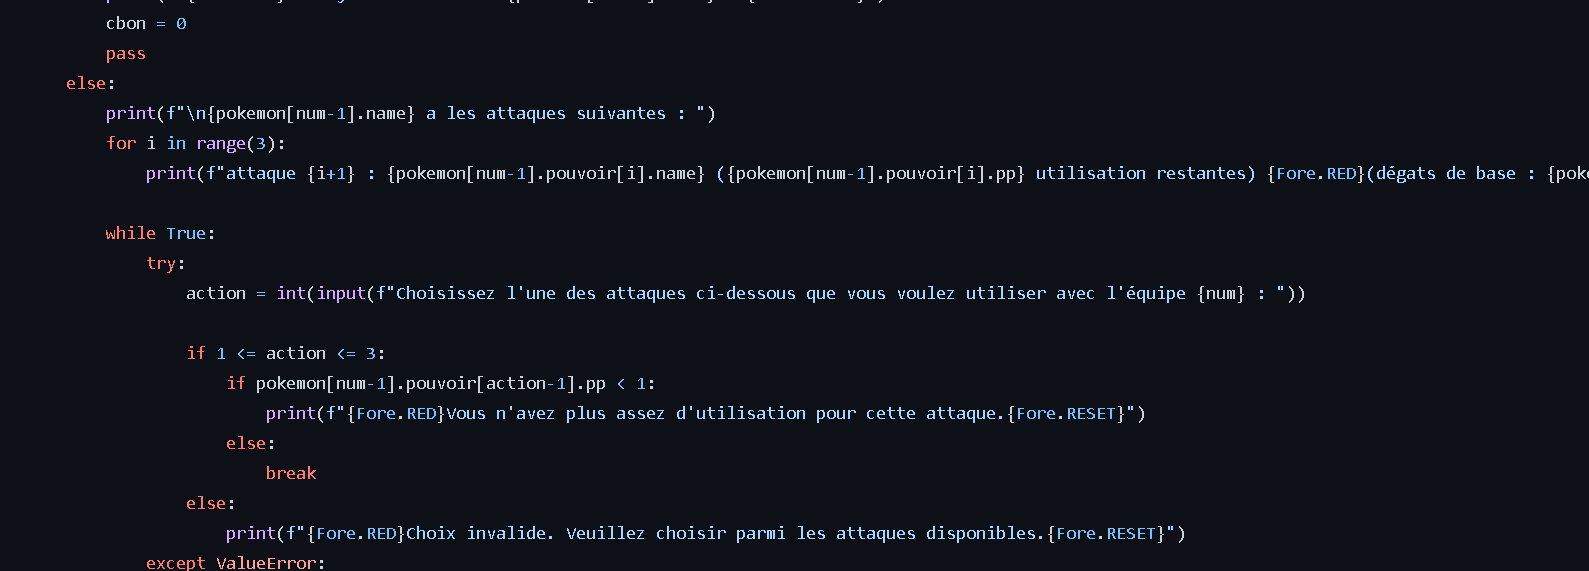 cbon = 0
pass
else:
print(f"\n{pokemon[num-1].name} a les attaques suivantes : ")
for i in range(3):
print(f"attaque {i+1} : {pokemon[num-1].pouvoir[i].name} ({pokemon[num-1].pouvoir[i].pp} utilisation restantes) {Fore.RED}(dégats de base : {poke
while True:
try:
action = int(input(f"Choisissez l'une des attaques ci-dessous que vous voulez utiliser avec l'équipe {num} : "))
if 1 <= action <= 3:
if pokemon[num-1].pouvoir[action-1].pp < 1:
print(f"{Fore.RED}Vous n'avez plus assez d'utilisation pour cette attaque.{Fore.RESET}")
else:
break
else:
print(f"{Fore.RED}Choix invalide. Veuillez choisir parmi les attaques disponibles.{Fore.RESET}")
except ValueError: